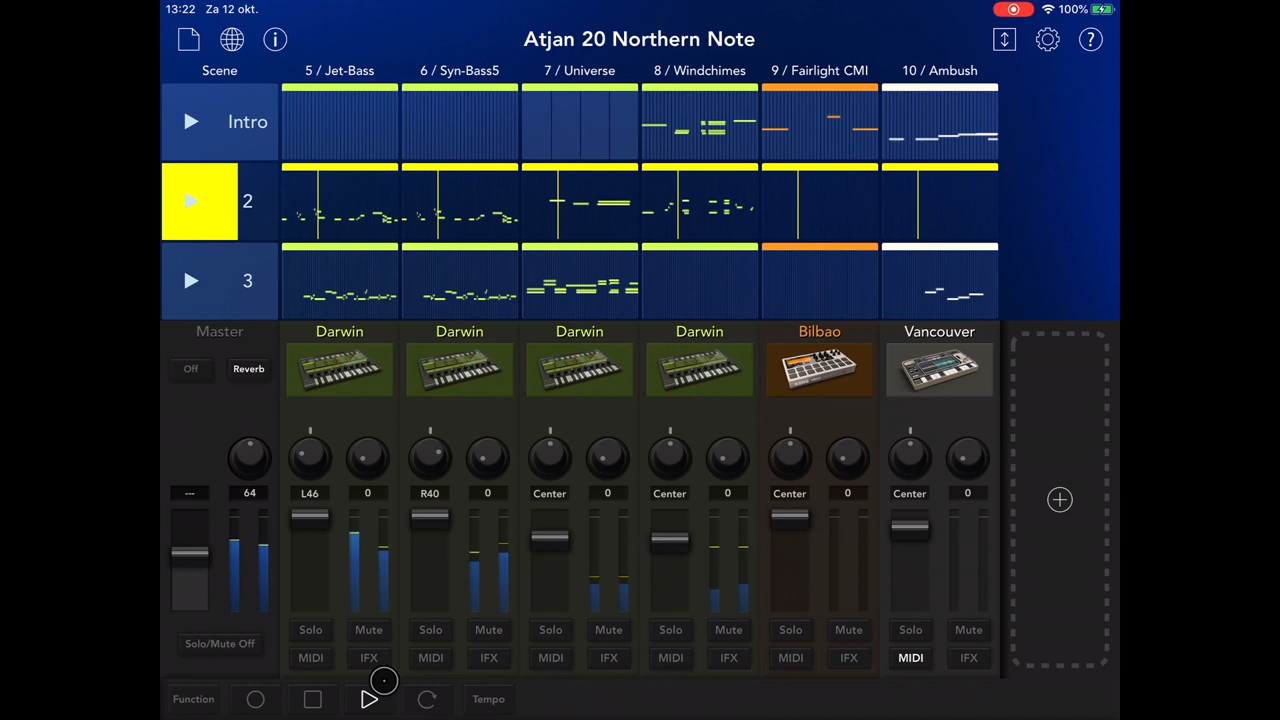 13:22 Za 12 okt. 100%
Atjan 20 Northern Note
Scene 5 / Jet-Bass 6 / Syn-Bass5 7 / Universe 8 / Windchimes 9 / Fairlight CMI 10 / Ambush
Intro
2
3
Master Darwin Darwin Darwin Darwin Bilbao Vancouver
Off Reverb
--- 64 L46 0 R40 0 Center 0 Center 0 Center 0 Center 0
Solo Mute Solo Mute Solo Mute Solo Mute Solo Mute Solo Mute
Solo/Mute Off
MIDI IFX MIDI IFX MIDI IFX MIDI IFX MIDI IFX MIDI IFX
Function Tempo